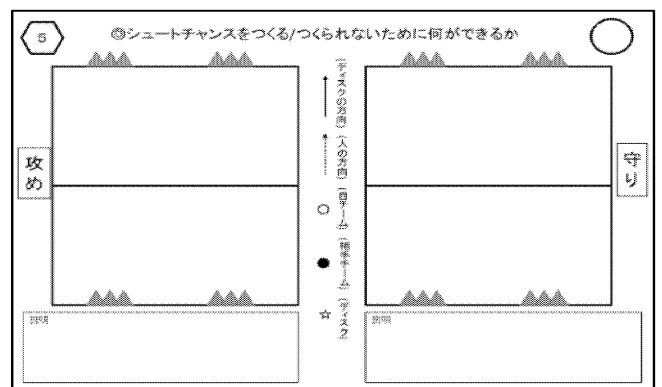 5
◎シュートチャンスをつくる/つくられないために何ができるか
攻め
(ディスクの方向)
(人の方向)
(自チーム)
(相手チーム)
(ディスク)
守り
説明
説明